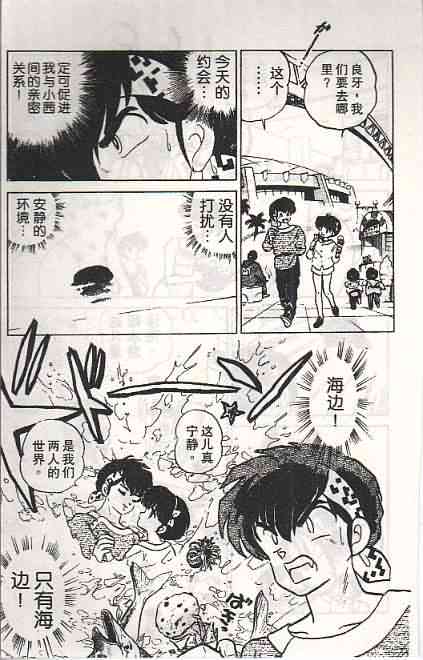 良牙，我
们要去哪
里？
这个
……
今天的
约会…
定可促进
我与小茜
间的亲密
关系！
没有人
打扰…
安静的
环境…
海边！
这儿真
宁静。
是我们
两人的
世界。
只有海
边！